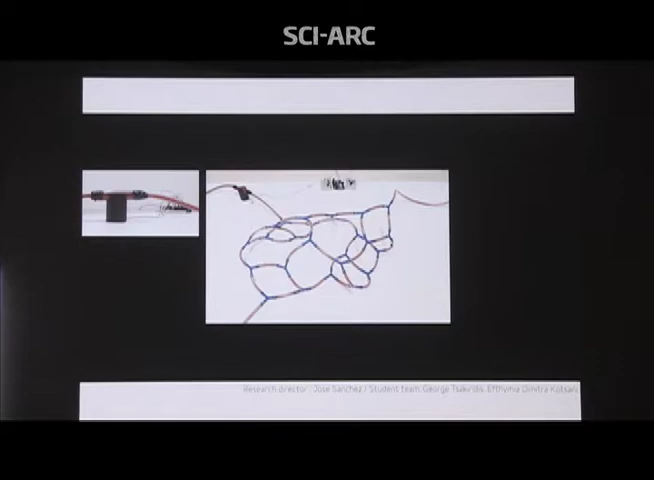 SCI-ARC
Research director : Jose Sanchez / Student team: George Tsakiridis, Efthymia Dimitra Kotsani